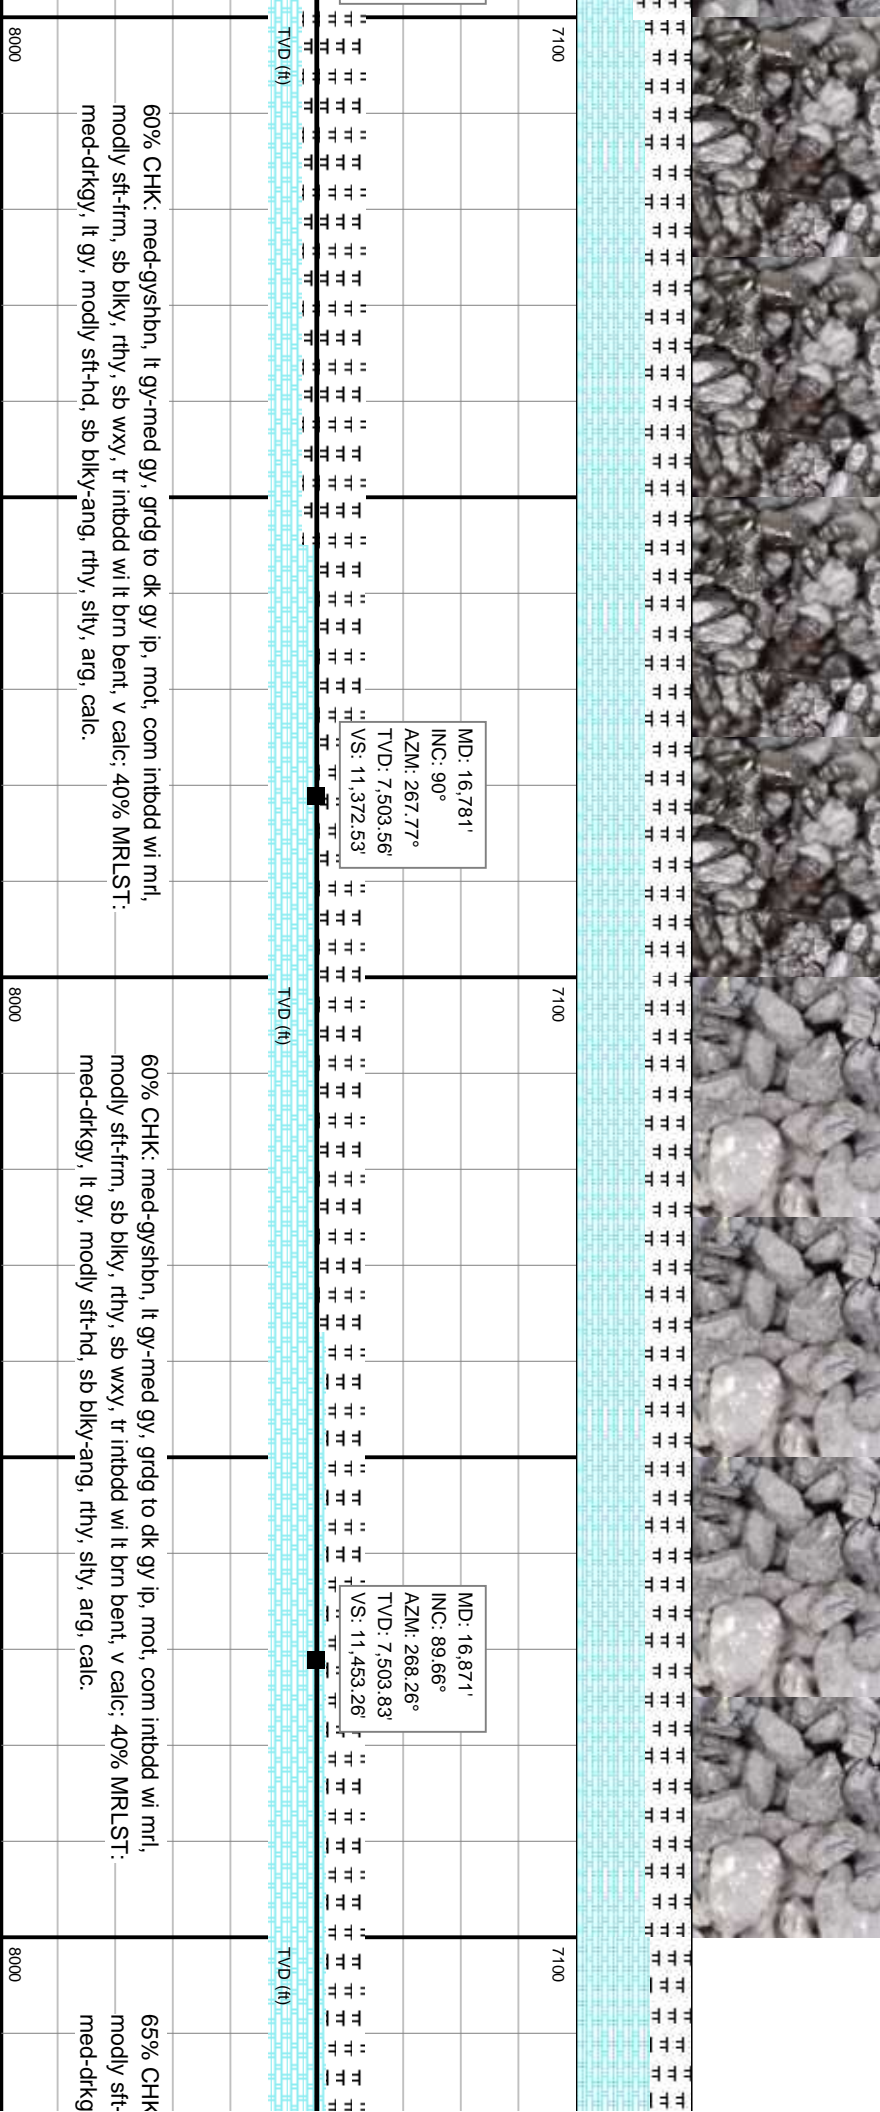 8000
TVD (ft)
7100
60% CHK: med-gyshbn, lt gy-med gy, grdg to dk gy ip, mot, com intbdd wi mrl,
modly sft-frm, sb blky, rthy, sb wxy, tr intbdd wi lt brn bent, v calc; 40% MRLST:
med-drkgy, lt gy, modly sft-hd, sb blky-ang, rthy, slty, arg, calc.
MD: 16,781'
INC: 90°
AZM: 267.77°
TVD: 7,503.56'
VS: 11,372.53'
8000
TVD (ft)
7100
60% CHK: med-gyshbn, lt gy-med gy, grdg to dk gy ip, mot, com intbdd wi mrl,
modly sft-frm, sb blky, rthy, sb wxy, tr intbdd wi lt brn bent, v calc; 40% MRLST:
med-drkgy, lt gy, modly sft-hd, sb blky-ang, rthy, slty, arg, calc.
MD: 16,871'
INC: 89.66°
AZM: 268.26°
TVD: 7,503.83'
VS: 11,453.26'
8000
TVD (ft)
7100
65% CHK
modly sft-
med-drkg